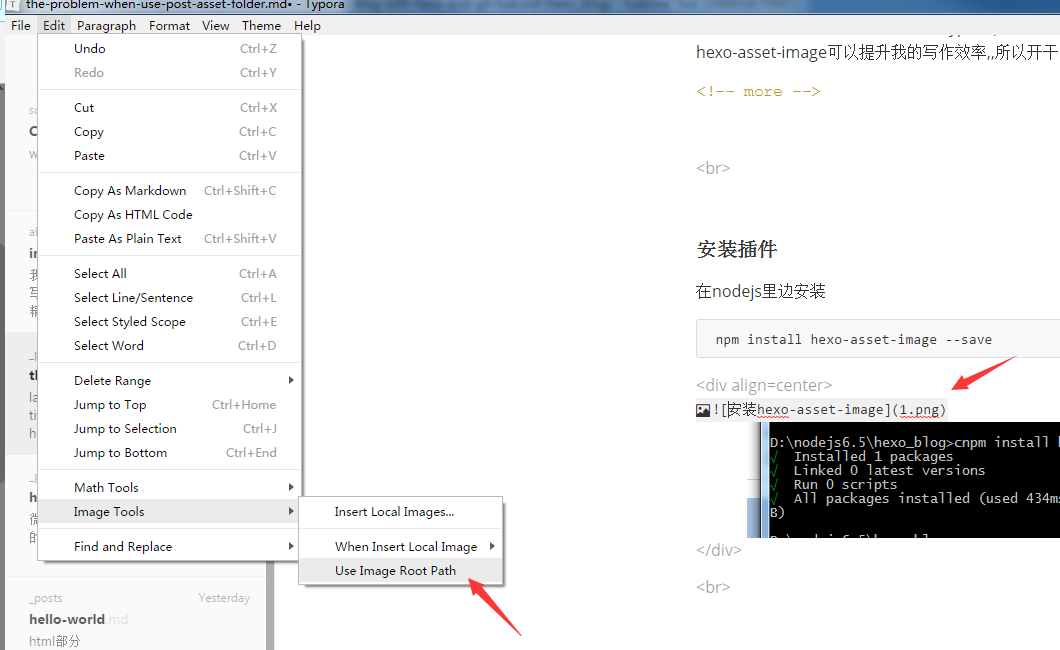 the-problem-when-use-post-asset-folder.md• - Typora
File Edit Paragraph Format View Theme Help
Undo Ctrl+Z
Redo Ctrl+Y
Cut Ctrl+X
Copy Ctrl+C
Paste Ctrl+V
Copy As Markdown Ctrl+Shift+C
Copy As HTML Code
Paste As Plain Text Ctrl+Shift+V
Select All Ctrl+A
Select Line/Sentence Ctrl+L
Select Styled Scope Ctrl+E
Select Word Ctrl+D
Delete Range
Jump to Top Ctrl+Home
Jump to Selection Ctrl+J
Jump to Bottom Ctrl+End
Math Tools
Image Tools
Find and Replace
Insert Local Images...
When Insert Local Image
Use Image Root Path
_posts Yesterday
hello-world.md
html部分
hexo-asset-image可以提升我的写作效率,,所以开干
<!-- more -->
<br>
安装插件
在nodejs里边安装
npm install hexo-asset-image --save
<div align=center>
![安装hexo-asset-image](1.png)
D:\nodejs6.5\hexo_blog>cnpm install
√ Installed 1 packages
√ Linked 0 latest versions
√ Run 0 scripts
√ All packages installed (used 434ms
B)
</div>
<br>